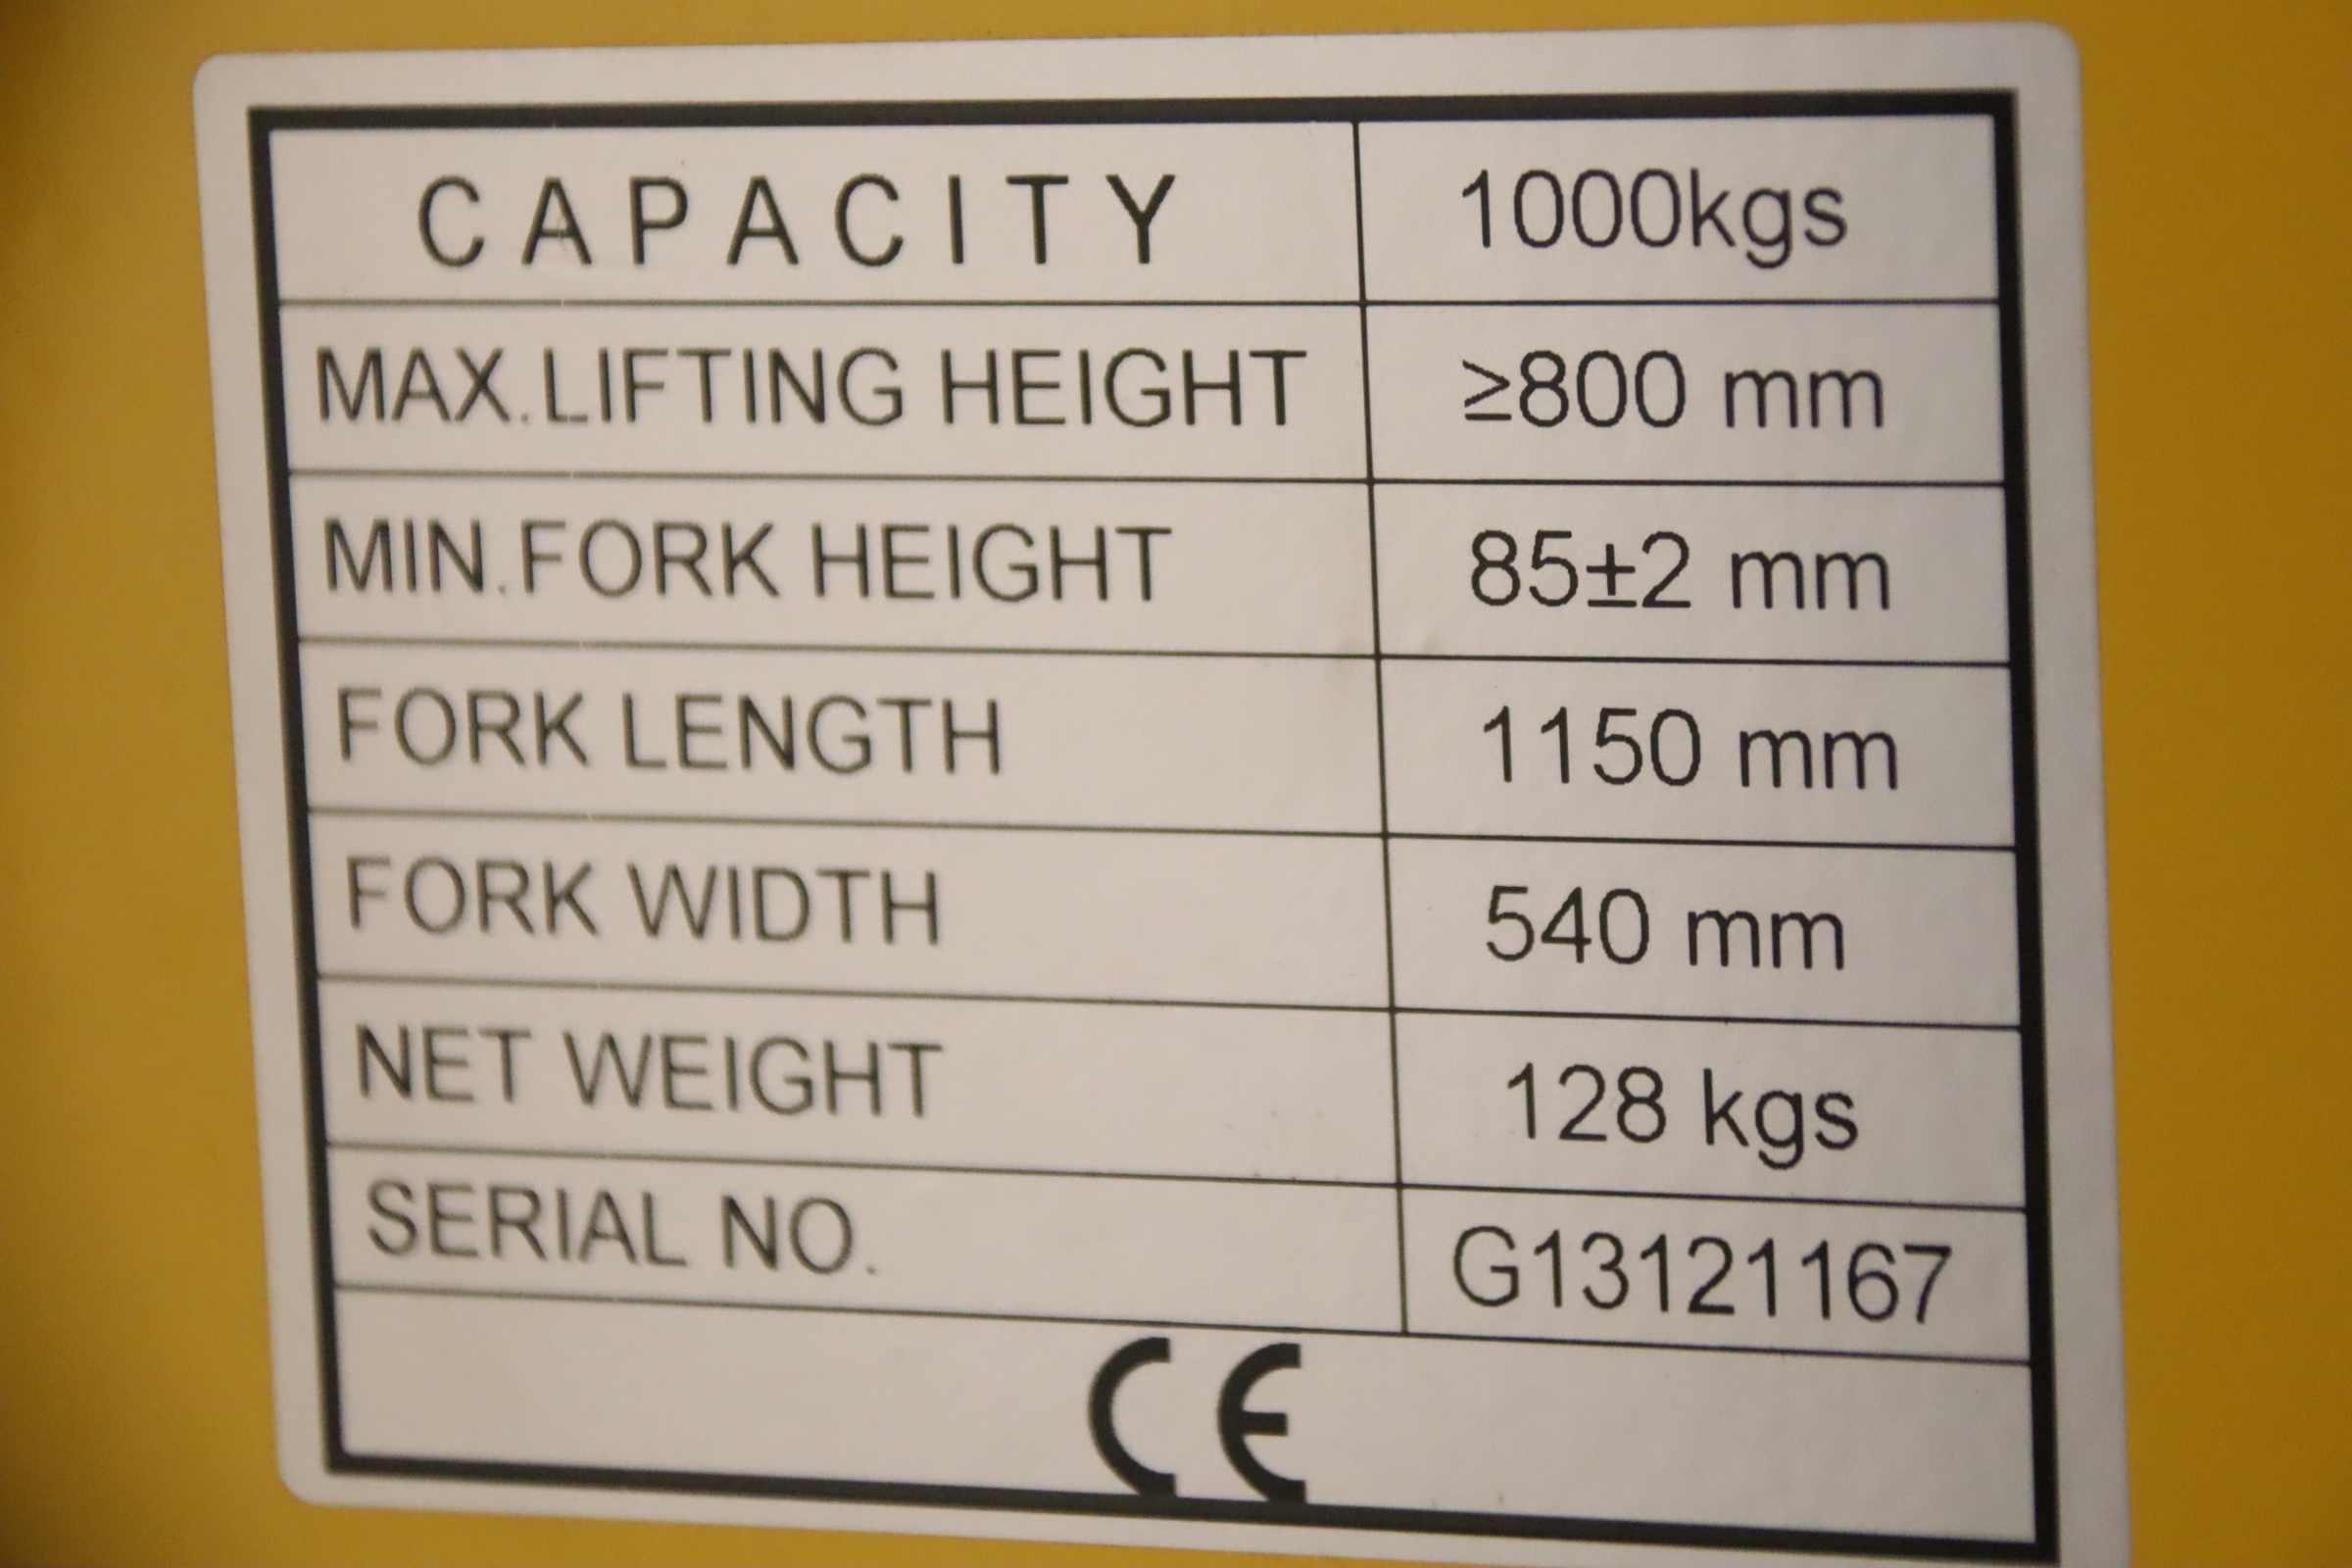 CAPACITY 1000kgs
MAX.LIFTING HEIGHT ≥800 mm
MIN.FORK HEIGHT 85±2 mm
FORK LENGTH 1150 mm
FORK WIDTH 540 mm
NET WEIGHT 128 kgs
SERIAL NO. G13121167
CE